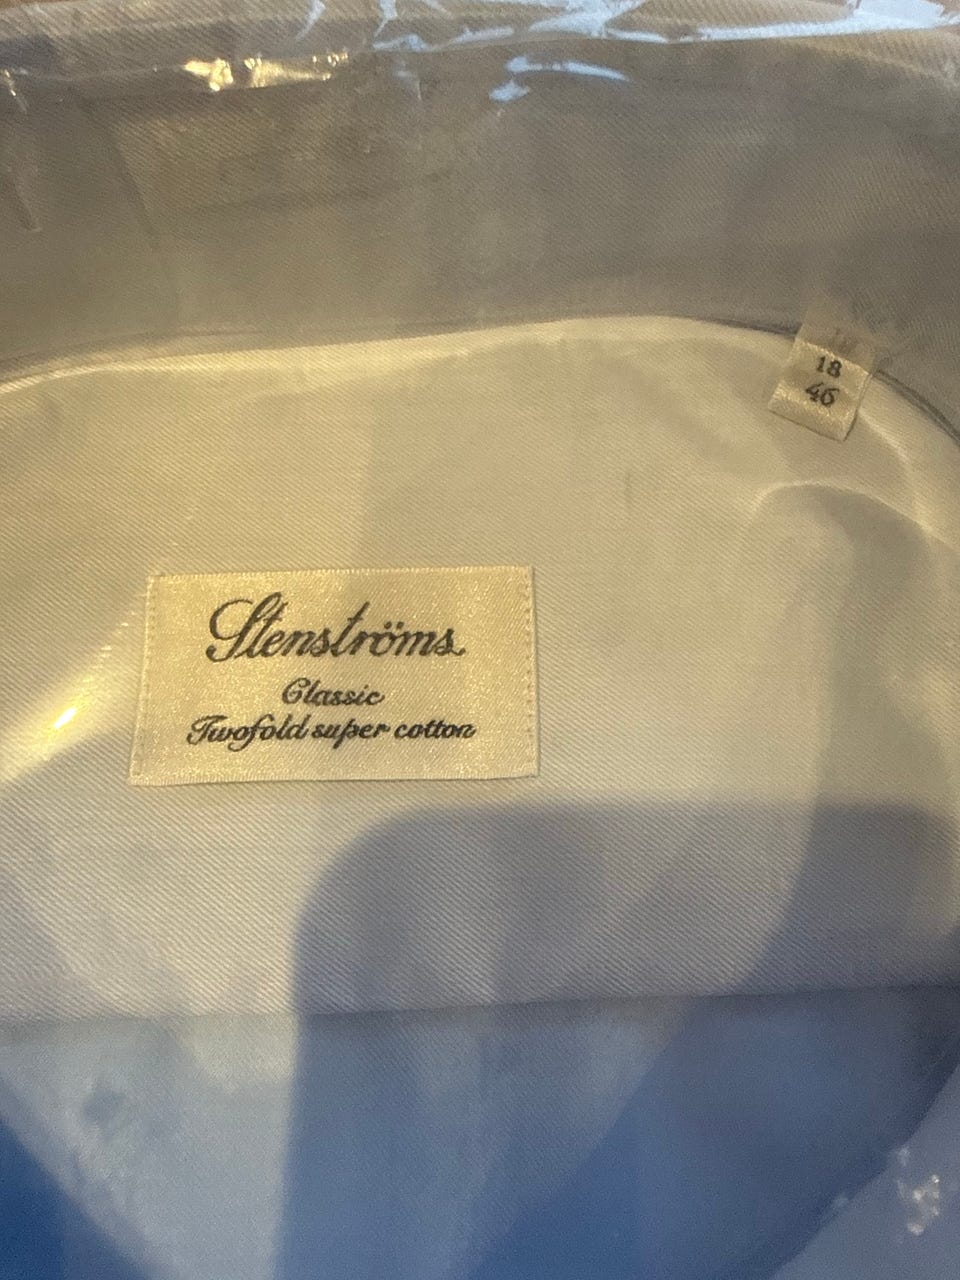 18
46
Stenströms
Classic
Twofold super cotton